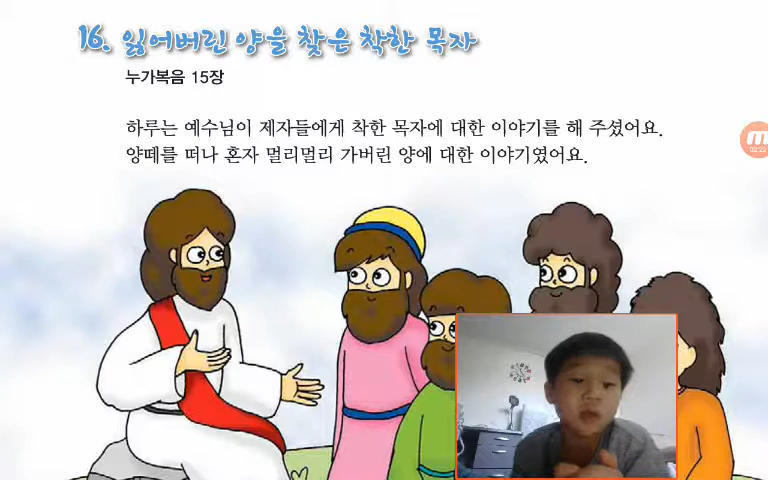 16. 잃어버린 양을 찾은 착한 목자
누가복음 15장
하루는 예수님이 제자들에게 착한 목자에 대한 이야기를 해 주셨어요.
양떼를 떠나 혼자 멀리멀리 가버린 양에 대한 이야기였어요.
m
02:22